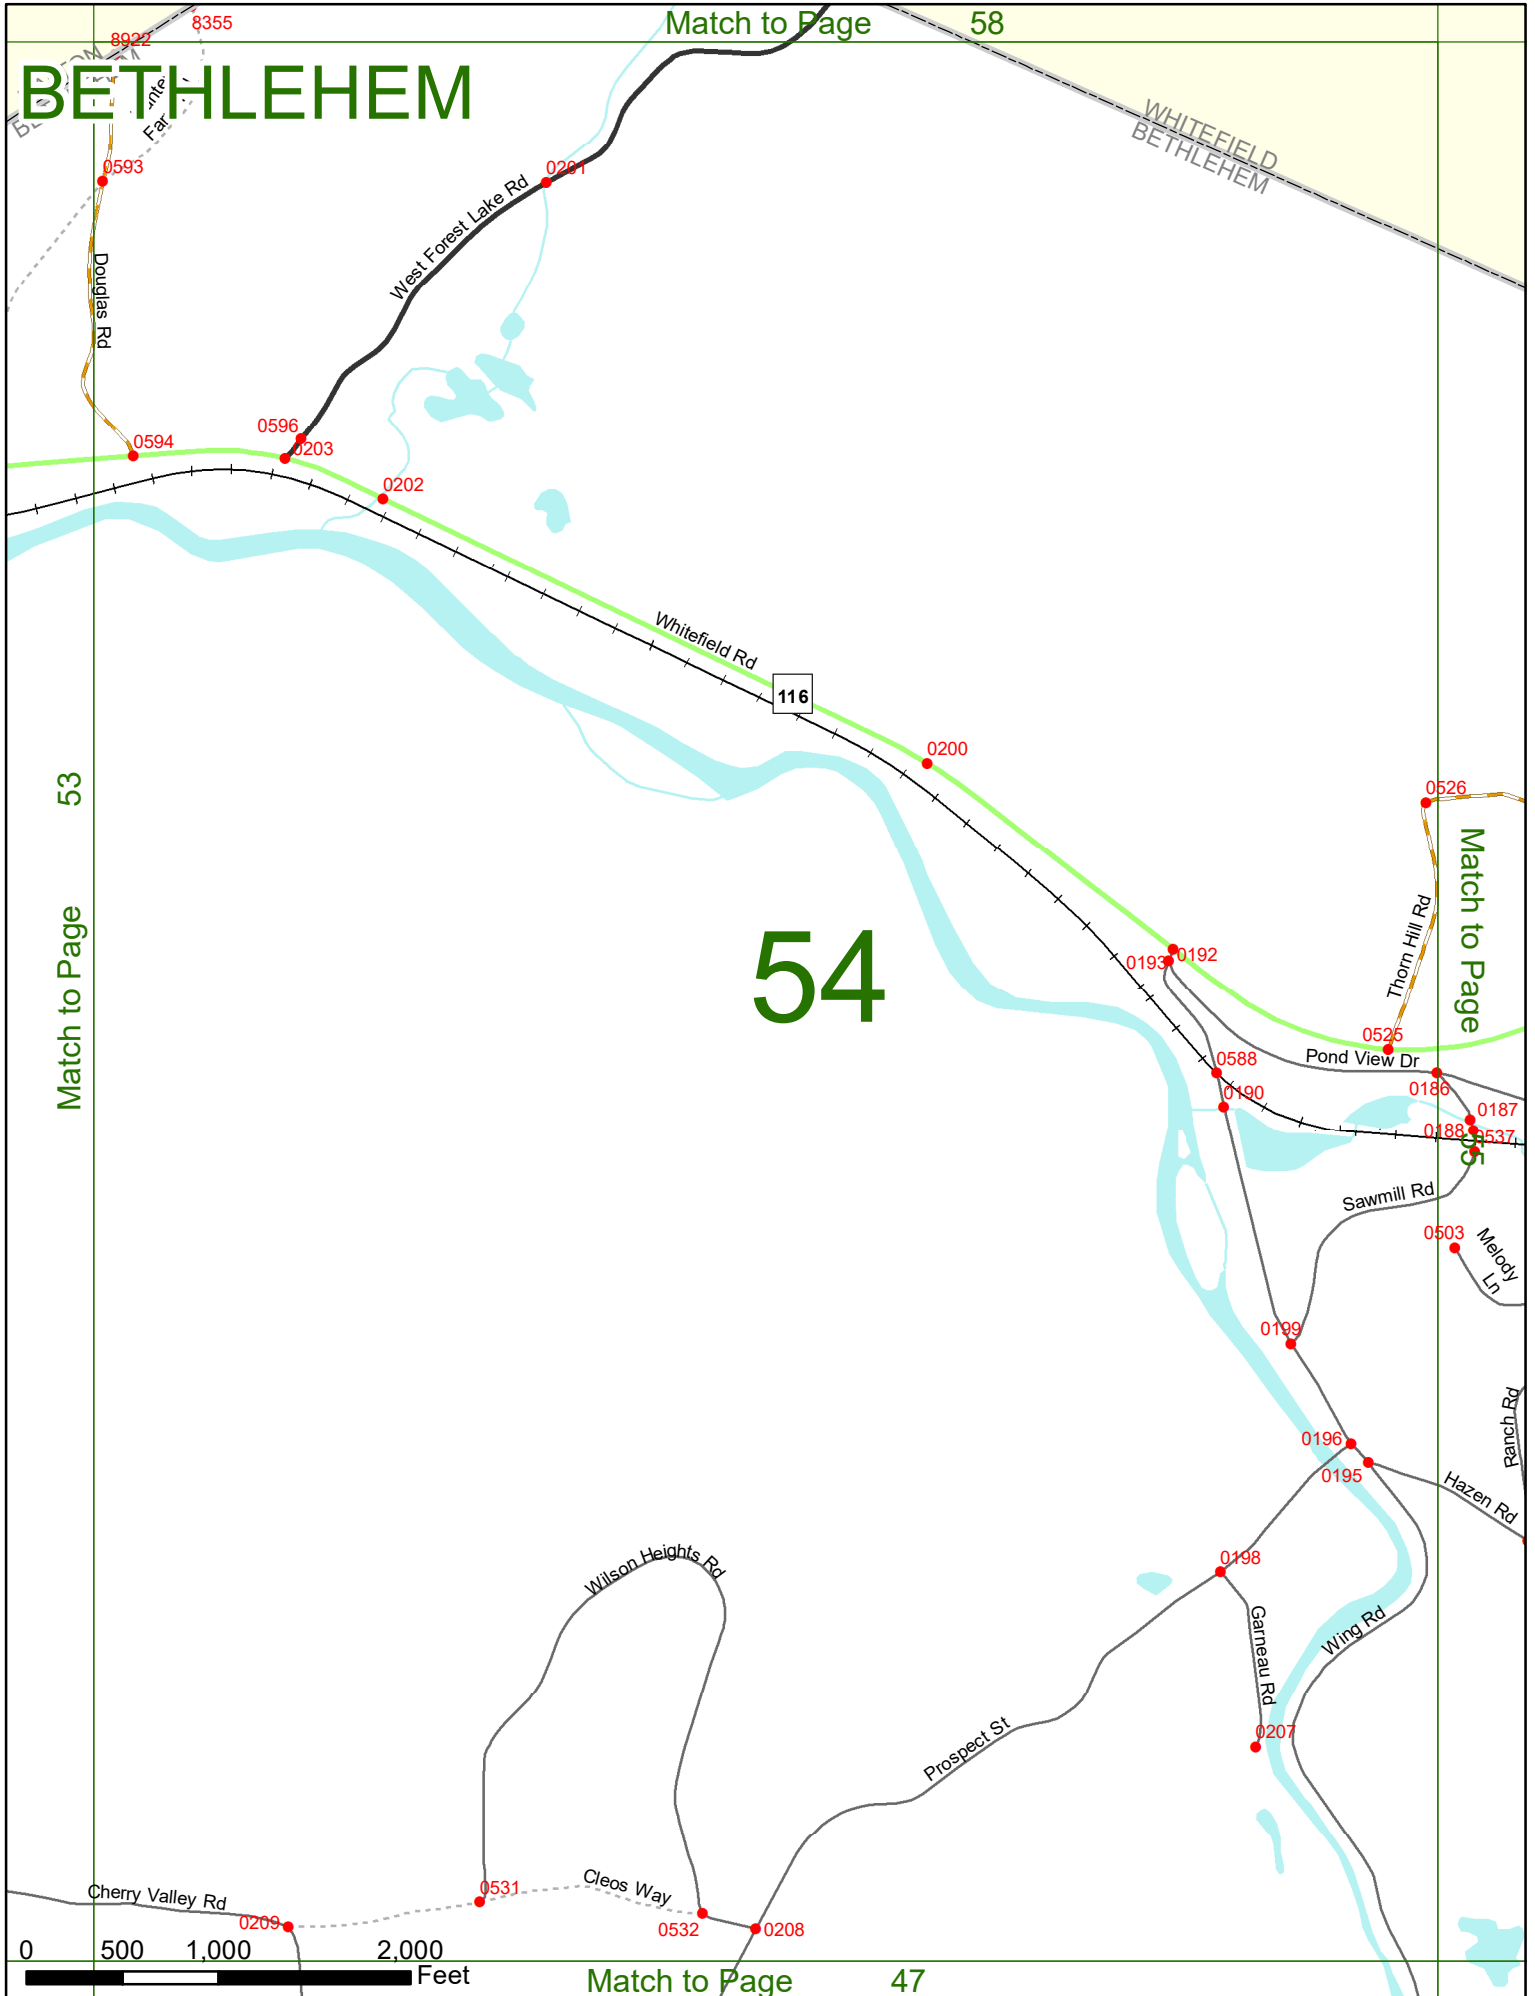 Match to Page 58
8355
8922
BETHLEHEM
WHITEFIELD
BETHLEHEM
0593
0201
West Forest Lake Rd
Douglas Rd
0596
0594
0203
0202
Whitefield Rd
116
0200
53
Match to Page
0526
Match to Page
55
54
Thorn Hill Rd
0192
0193
0525
Pond View Dr
0588
0186
0190
0187
0188
0537
Sawmill Rd
0503
Melody
Ln
0199
Ranch Rd
0196
0195
Hazen Rd
0198
Wilson Heights Rd
Garneau Rd
Wing Rd
0207
Prospect St
Cleos Way
0531
Cherry Valley Rd
0209
0532
0208
0 500 1,000 2,000
Feet
Match to Page 47